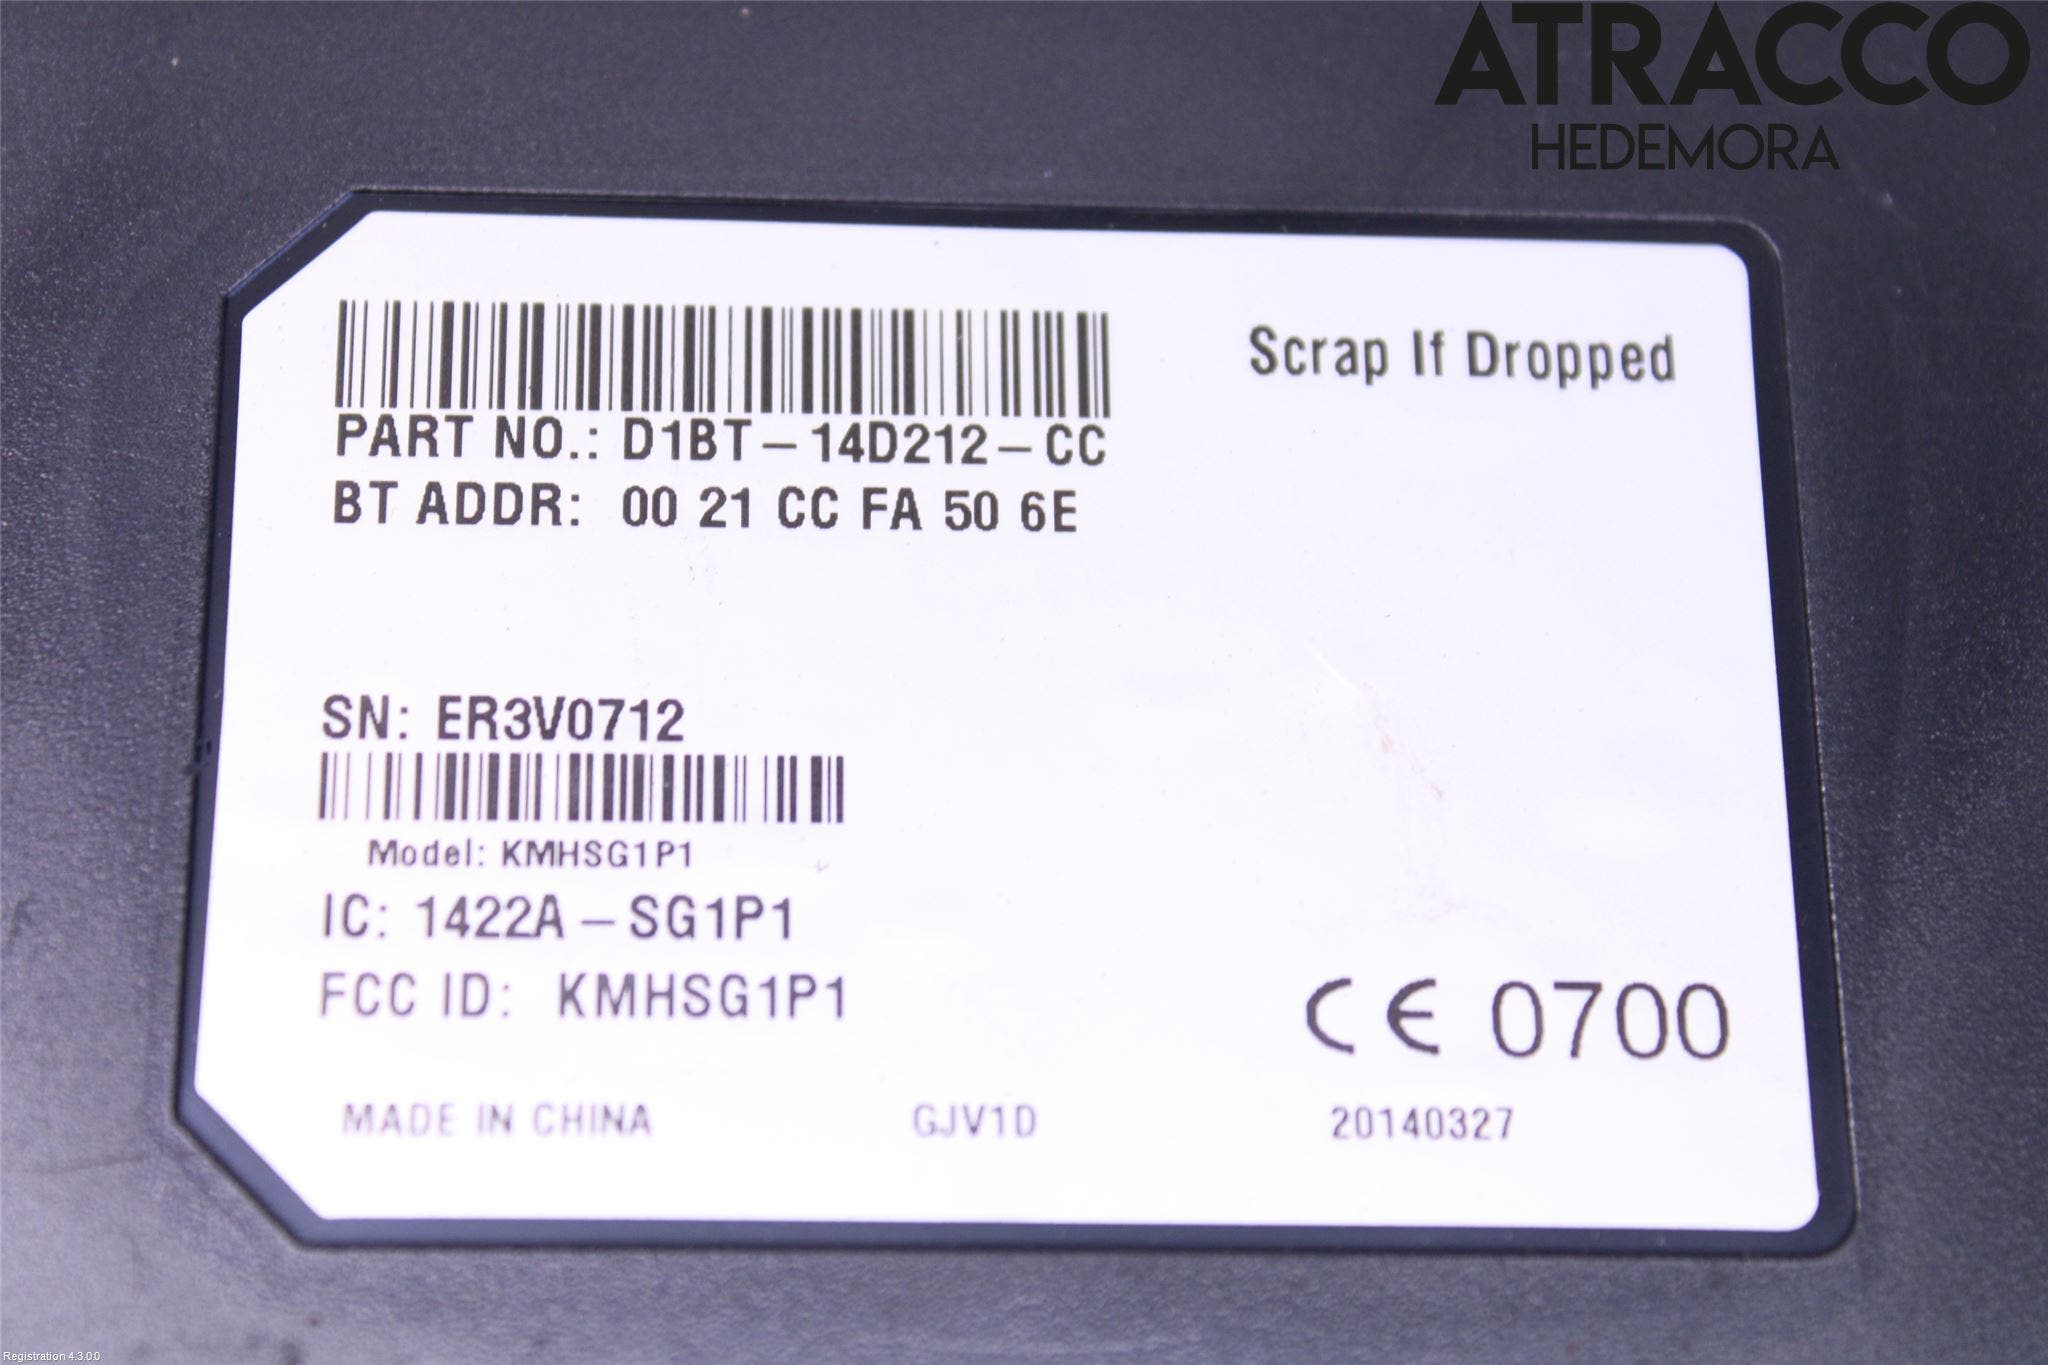 ATRACCO
HEDEMORA
Scrap If Dropped
PART NO.: D1BT-14D212-CC
BT ADDR: 00 21 CC FA 50 6E
SN: ER3V0712
Model: KMHSG1P1
IC: 1422A-SG1P1
FCC ID: KMHSG1P1
CE 0700
MADE IN CHINA GJV1D 20140327
Registration 4.3.0.0